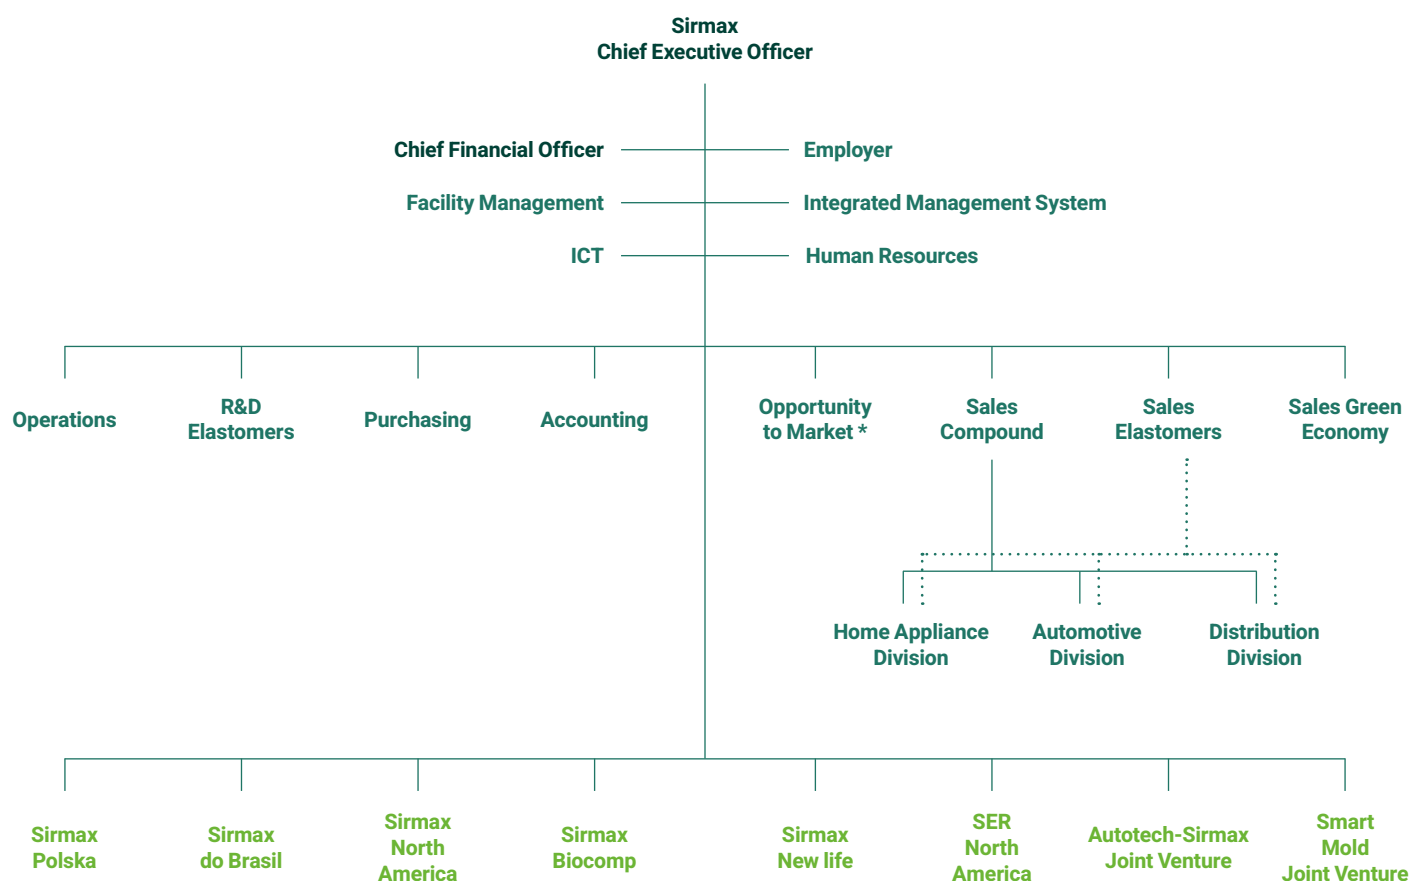 Sirmax
Chief Executive Officer
Chief Financial Officer
Employer
Facility Management
Integrated Management System
ICT
Human Resources
Operations
R&D
Elastomers
Purchasing
Accounting
Opportunity
to Market *
Sales
Compound
Sales
Elastomers
Sales Green
Economy
Home Appliance
Division
Automotive
Division
Distribution
Division
Sirmax
Polska
Sirmax
do Brasil
Sirmax
North
America
Sirmax
Biocomp
Sirmax
New life
SER
North
America
Autotech-Sirmax
Joint Venture
Smart
Mold
Joint Venture